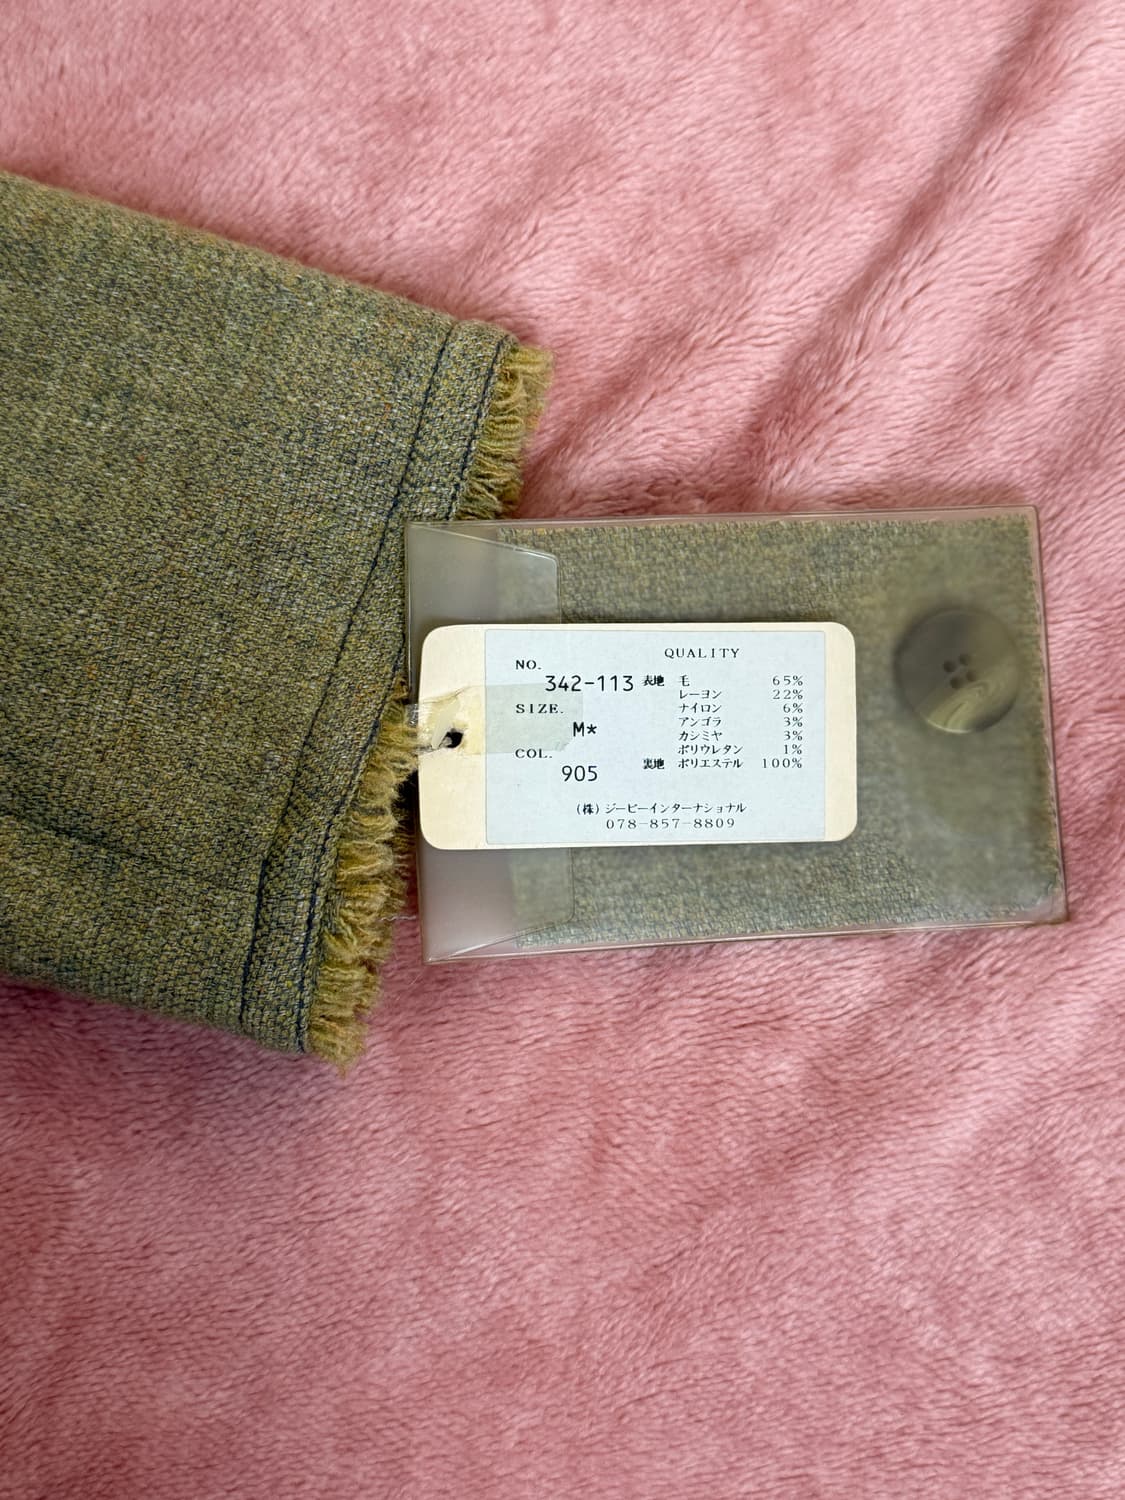 QUALITY
NO.
342-113 表地 毛 65%
レーヨン 22%
SIZE. ナイロン 6%
アンゴラ 3%
M* カシミヤ 3%
COL. ポリウレタン 1%
905 裏地 ポリエステル 100%
(株)ジービーインターナショナル
078-857-8809